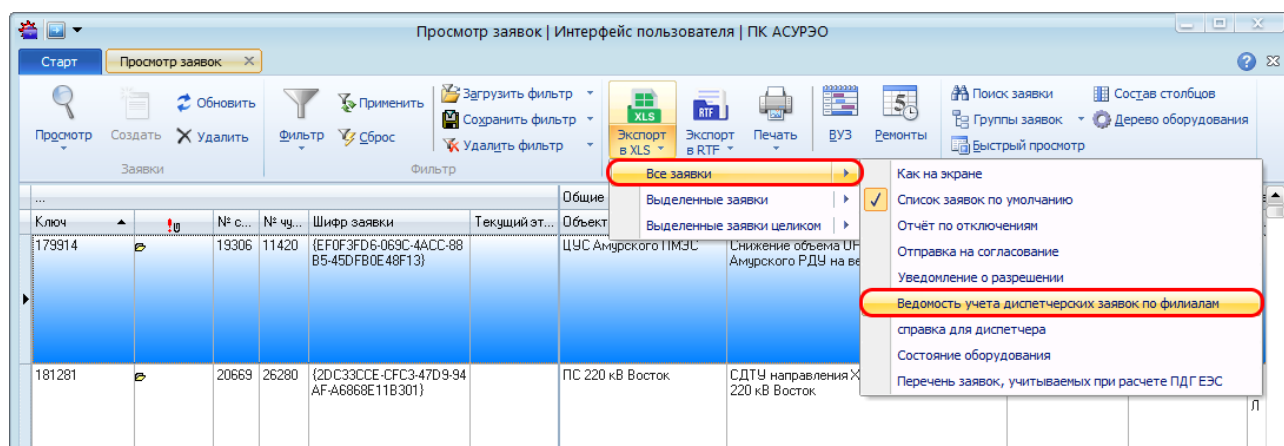 Просмотр заявок | Интерфейс пользователя | ПК АСУРЭО
Старт
Просмотр заявок
Просмотр
Создать
Обновить
Удалить
Заявки
Фильтр
Применить
Сброс
Загрузить фильтр
Сохранить фильтр
Удалить фильтр
Фильтр
XLS
Экспорт
в XLS
RTF
Экспорт
в RTF
Печать
ВУЗ
5
Ремонты
Поиск заявки
Группы заявок
Быстрый просмотр
Состав столбцов
Дерево оборудования
Все заявки
Выделенные заявки
Выделенные заявки целиком
Как на экране
Список заявок по умолчанию
Отчёт по отключениям
Отправка на согласование
Уведомление о разрешении
Ведомость учета диспетчерских заявок по филиалам
справка для диспетчера
Состояние оборудования
Перечень заявок, учитываемых при расчете ПДГ ЕЭС
...
Общие
Ключ
№ с...
№ чу...
Шифр заявки
Текущий эт...
Объект
179914
19306
11420
{EF0F3FD6-069C-4ACC-88
B5-45DFB0E48F13}
ЦУС Амурского ПМЭС
Снижение объема
Амурского РДУ на
181281
20669
26280
{2DC33CCE-CFC3-47D9-94
AF-A6868E11B301}
ПС 220 кВ Восток
СДТУ направления
220 кВ Восток